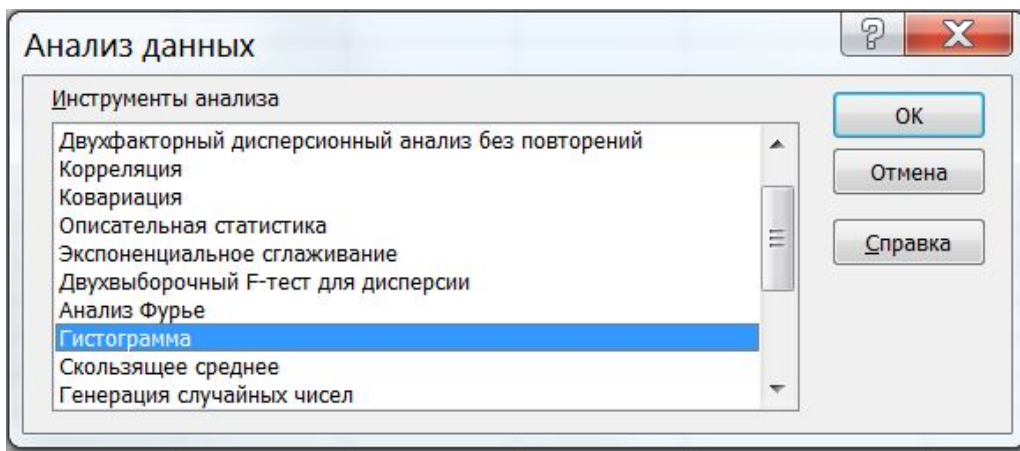 Анализ данных
Инструменты анализа
Двухфакторный дисперсионный анализ без повторений
Корреляция
Ковариация
Описательная статистика
Экспоненциальное сглаживание
Двухвыборочный F-тест для дисперсии
Анализ Фурье
Гистограмма
Скользящее среднее
Генерация случайных чисел
OK
Отмена
Справка